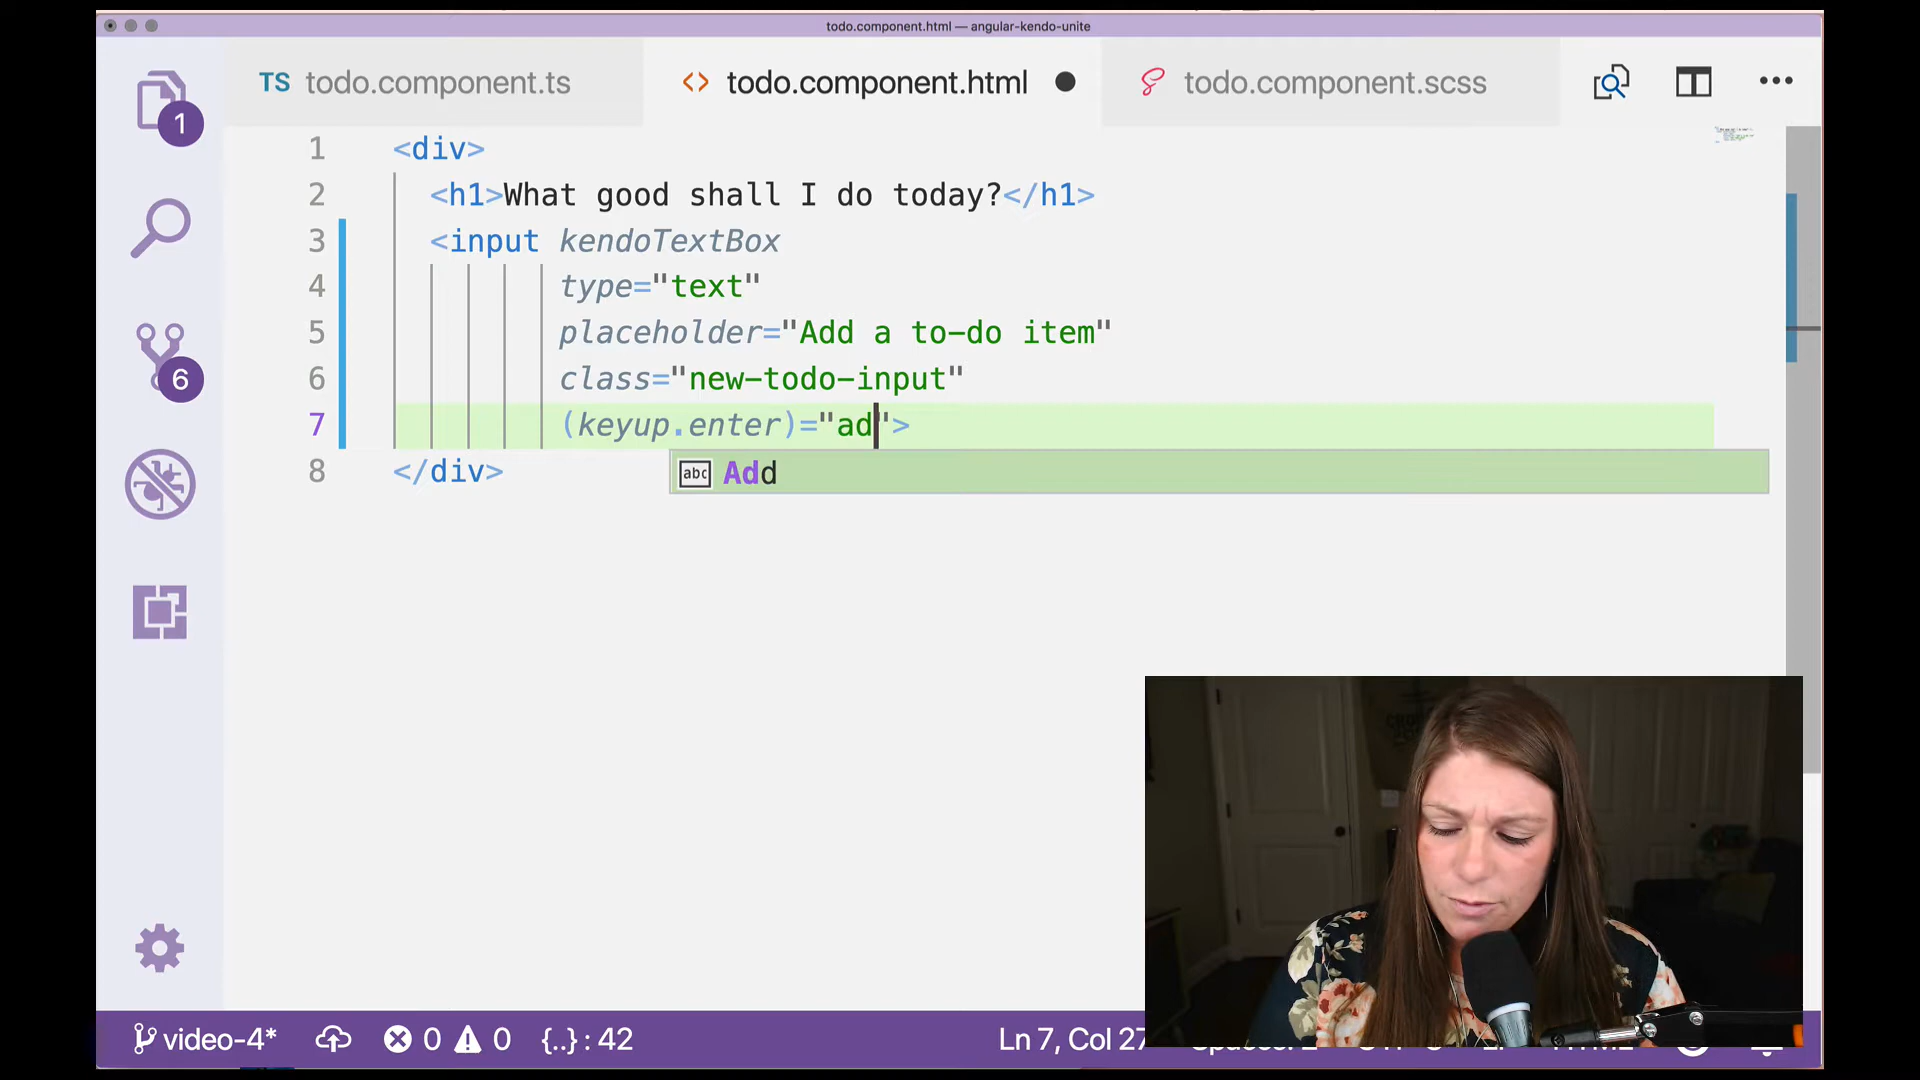 todo.component.html — angular-kendo-unite
TS todo.component.ts
<> todo.component.html
todo.component.scss
1
1 <div>
2 <h1>What good shall I do today?</h1>
3 <input kendoTextBox
4 type="text"
5 placeholder="Add a to-do item"
6 class="new-todo-input"
7 (keyup.enter)="ad">
abc Add
8 </div>
6
video-4* 0 0 {..} : 42 Ln 7, Col 27